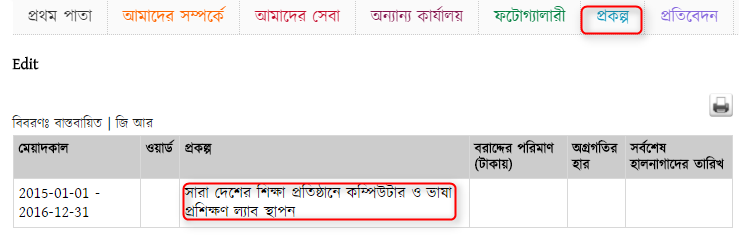 প্রথম পাতা আমাদের সম্পর্কে আমাদের সেবা অন্যান্য কার্যালয় ফটোগ্যালারী প্রকল্প প্রতিবেদন
Edit
বিবরণঃ বাস্তবায়িত | জি আর
মেয়াদকাল ওয়ার্ড প্রকল্প বরাদ্দের পরিমাণ (টাকায়) অগ্রগতির হার সর্বশেষ হালনাগাদের তারিখ
2015-01-01 -
2016-12-31
সারা দেশের শিক্ষা প্রতিষ্ঠানে কম্পিউটার ও ভাষা
প্রশিক্ষণ ল্যাব স্থাপন